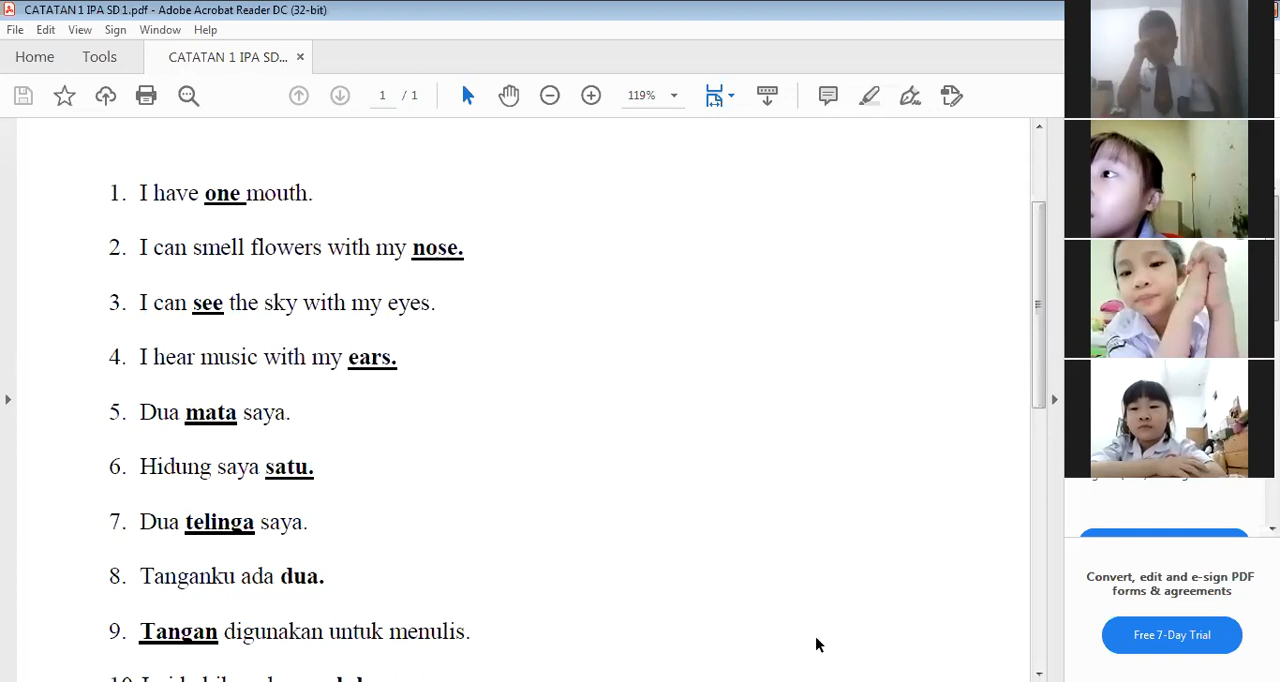 CATATAN 1 IPA SD 1.pdf - Adobe Acrobat Reader DC (32-bit)
File Edit View Sign Window Help
Home Tools CATATAN 1 IPA SD... ×
1 / 1 119%
1. I have one mouth.
2. I can smell flowers with my nose.
3. I can see the sky with my eyes.
4. I hear music with my ears.
5. Dua mata saya.
6. Hidung saya satu.
7. Dua telinga saya.
8. Tanganku ada dua.
9. Tangan digunakan untuk menulis.
10.
Convert, edit and e-sign PDF
forms & agreements
Free 7-Day Trial